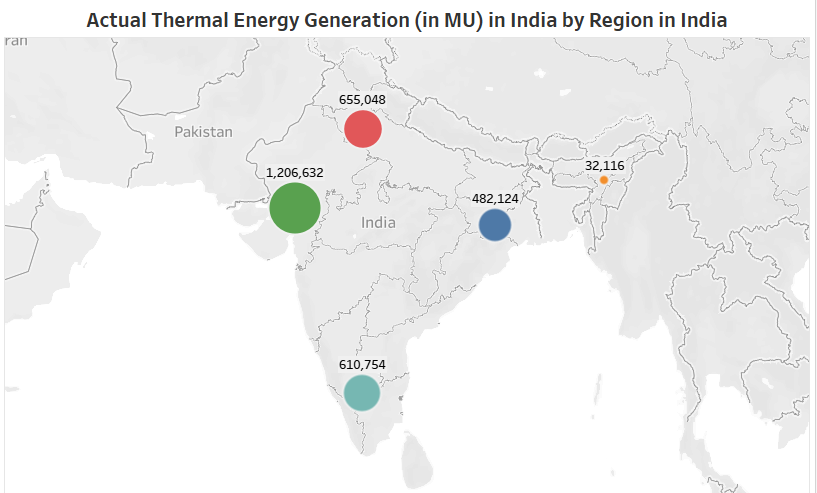 Actual Thermal Energy Generation (in MU) in India by Region in India
ran
655,048
Pakistan
1,206,632
32,116
482,124
India
610,754